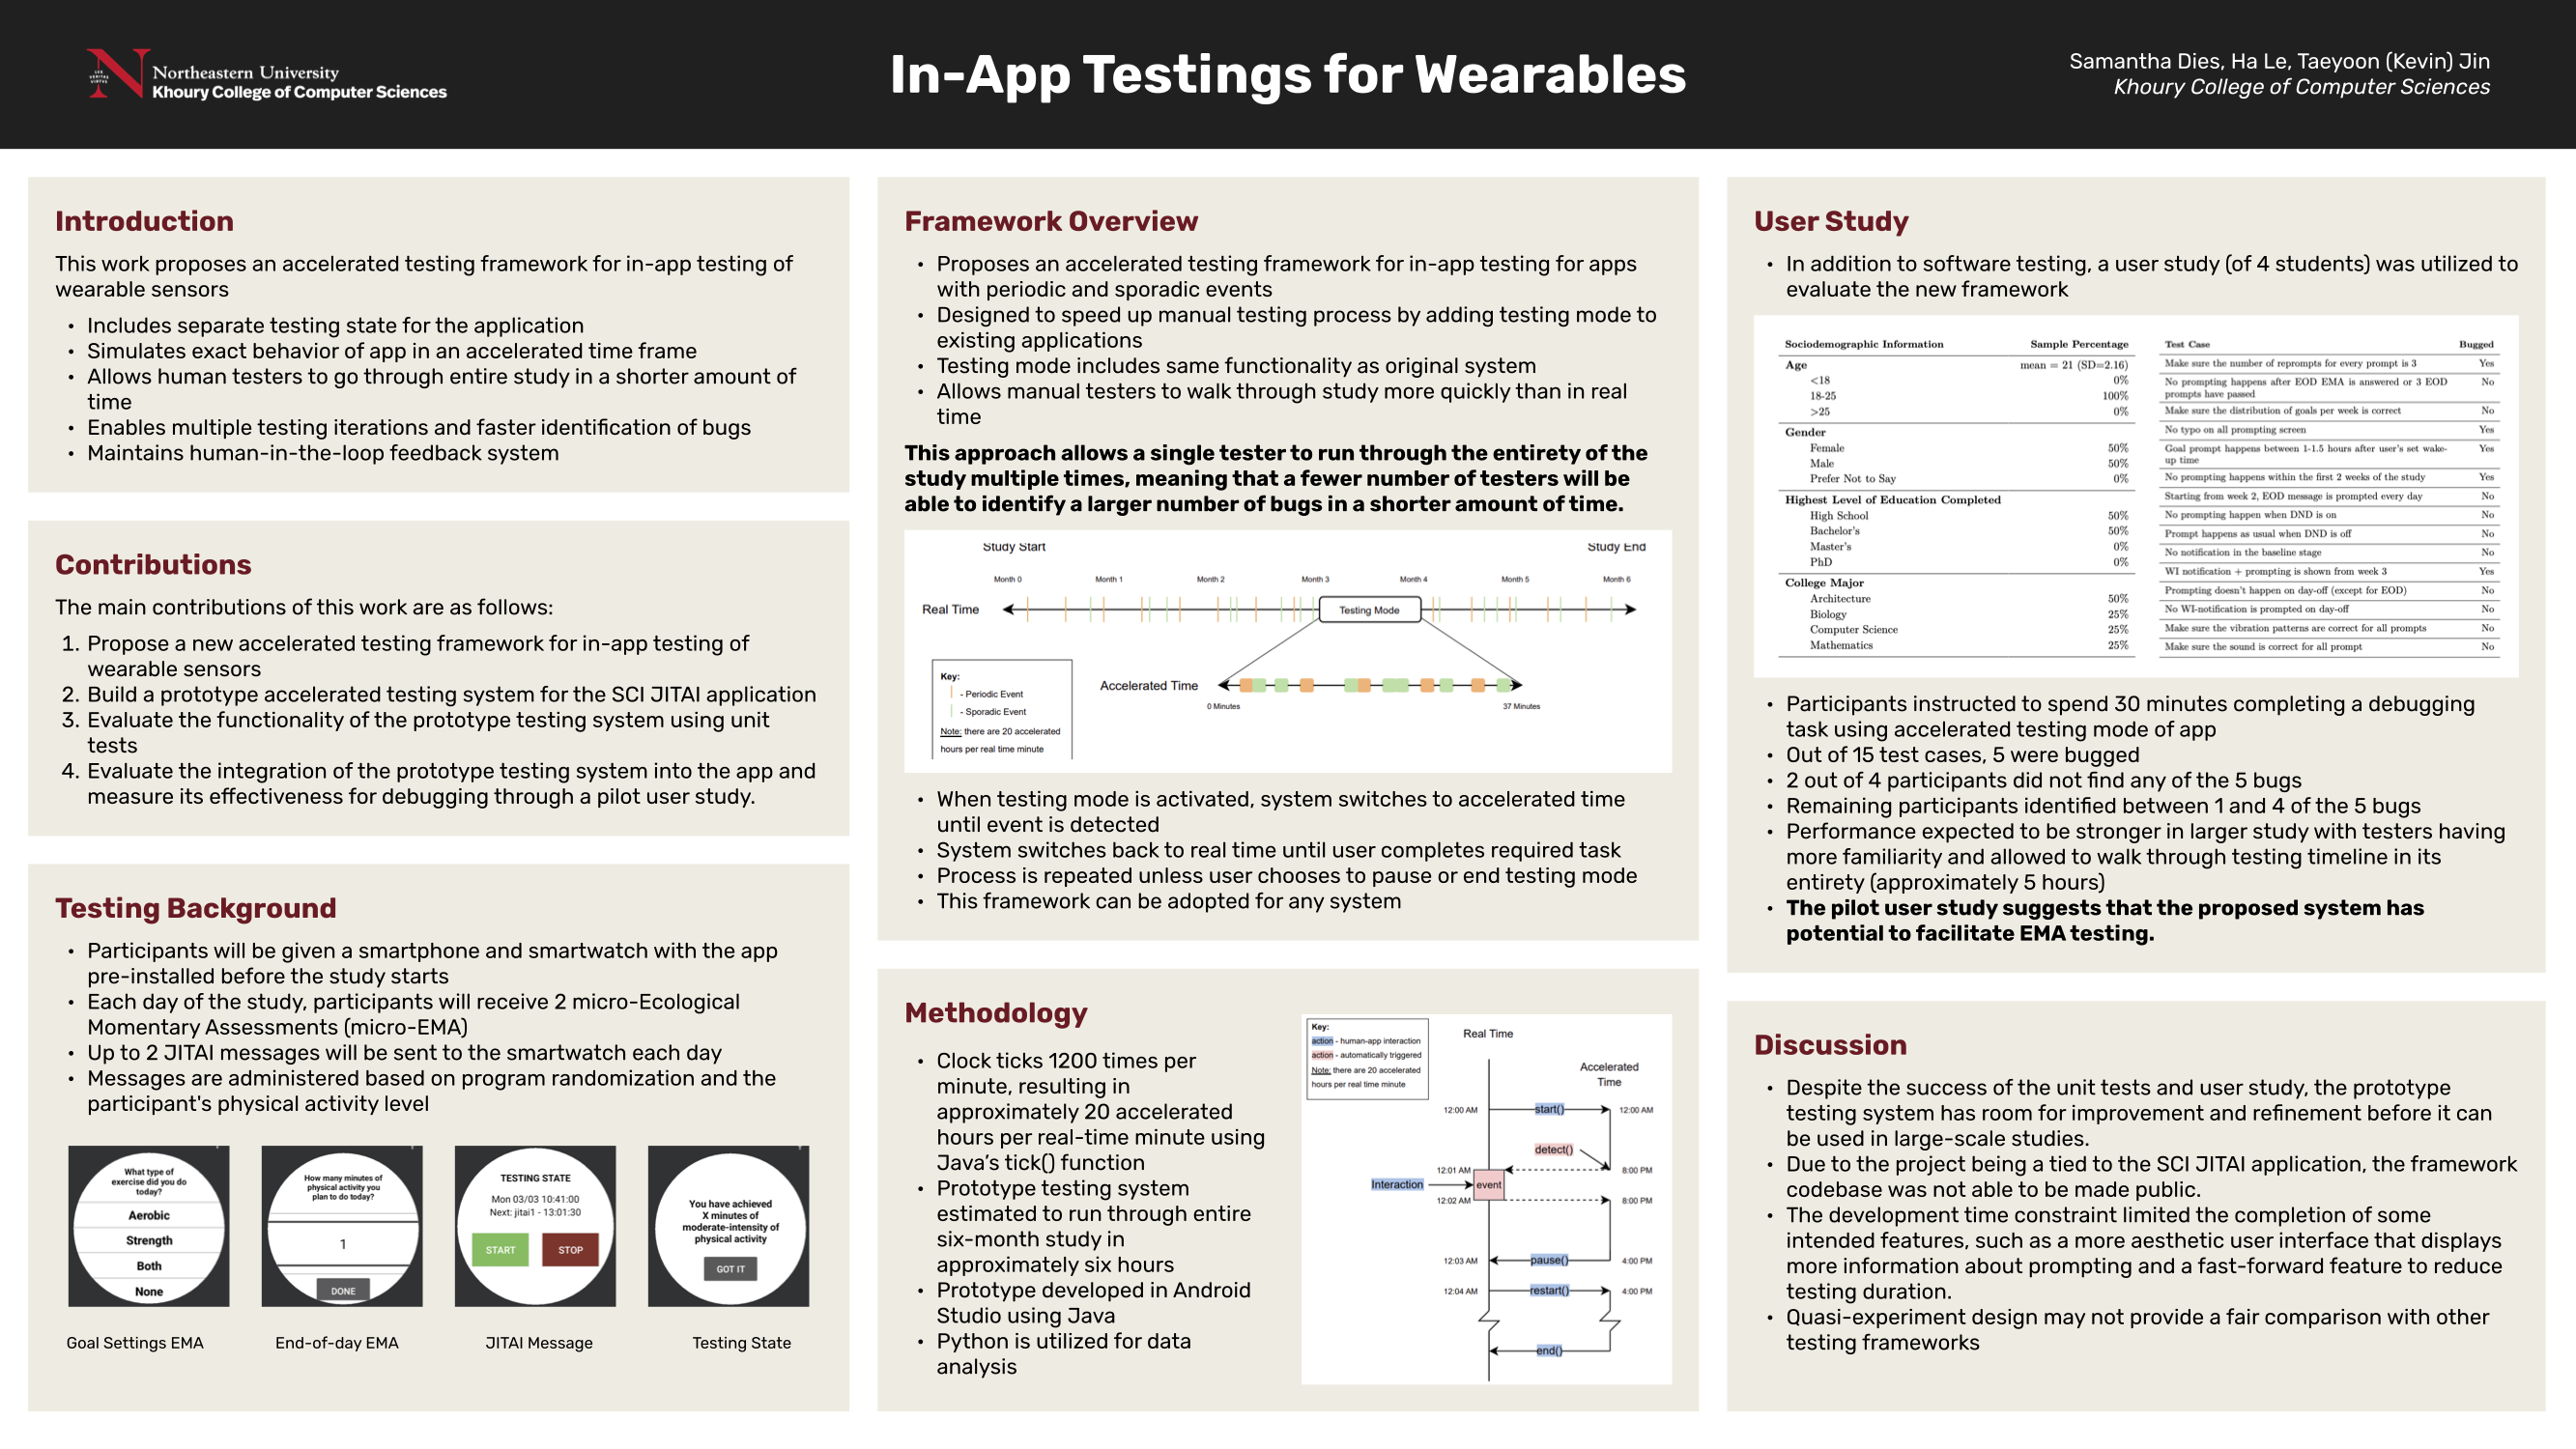 Northeastern University
Khoury College of Computer Sciences
In-App Testings for Wearables
Samantha Dies, Ha Le, Taeyoon (Kevin) Jin
Khoury College of Computer Sciences
Introduction
This work proposes an accelerated testing framework for in-app testing of
wearable sensors
• Includes separate testing state for the application
• Simulates exact behavior of app in an accelerated time frame
• Allows human testers to go through entire study in a shorter amount of
time
• Enables multiple testing iterations and faster identification of bugs
• Maintains human-in-the-loop feedback system
Contributions
The main contributions of this work are as follows:
1. Propose a new accelerated testing framework for in-app testing of
wearable sensors
2. Build a prototype accelerated testing system for the SCI JITAI application
3. Evaluate the functionality of the prototype testing system using unit
tests
4. Evaluate the integration of the prototype testing system into the app and
measure its effectiveness for debugging through a pilot user study.
Testing Background
• Participants will be given a smartphone and smartwatch with the app
pre-installed before the study starts
• Each day of the study, participants will receive 2 micro-Ecological
Momentary Assessments (micro-EMA)
• Up to 2 JITAI messages will be sent to the smartwatch each day
• Messages are administered based on program randomization and the
participant's physical activity level
What type of
exercise did you do
today?
Aerobic
Strength
Both
None
Goal Settings EMA
How many minutes of
physical activity you
plan to do today?
1
DONE
End-of-day EMA
TESTING STATE
Mon 03/03 10:41:00
Next: jitai1 - 13:01:30
START STOP
JITAI Message
You have achieved
X minutes of
moderate-intensity of
physical activity
GOT IT
Testing State
Framework Overview
• Proposes an accelerated testing framework for in-app testing for apps
with periodic and sporadic events
• Designed to speed up manual testing process by adding testing mode to
existing applications
• Testing mode includes same functionality as original system
• Allows manual testers to walk through study more quickly than in real
time
This approach allows a single tester to run through the entirety of the
study multiple times, meaning that a fewer number of testers will be
able to identify a larger number of bugs in a shorter amount of time.
Study Start Study End
Month 0 Month 1 Month 2 Month 3 Month 4 Month 5 Month 6
Real Time
Testing Mode
Accelerated Time
0 Minutes 37 Minutes
Key:
- Periodic Event
- Sporadic Event
Note: there are 20 accelerated
hours per real time minute
• When testing mode is activated, system switches to accelerated time
until event is detected
• System switches back to real time until user completes required task
• Process is repeated unless user chooses to pause or end testing mode
• This framework can be adopted for any system
Methodology
• Clock ticks 1200 times per
minute, resulting in
approximately 20 accelerated
hours per real-time minute using
Java's tick() function
• Prototype testing system
estimated to run through entire
six-month study in
approximately six hours
• Prototype developed in Android
Studio using Java
• Python is utilized for data
analysis
Key:
action - human-app interaction
action - automatically triggered
Note: there are 20 accelerated
hours per real time minute
Real Time
Accelerated
Time
12:00 AM start() 12:00 AM
detect()
12:01 AM 8:00 PM
Interaction event
12:02 AM 8:00 PM
12:03 AM pause() 4:00 PM
12:04 AM restart() 4:00 PM
end()
User Study
• In addition to software testing, a user study (of 4 students) was utilized to
evaluate the new framework
Sociodemographic Information Sample Percentage
Age mean = 21 (SD=2.16)
<18 0%
18-25 100%
>25 0%
Gender
Female 50%
Male 50%
Prefer Not to Say 0%
Highest Level of Education Completed
High School 50%
Bachelor's 50%
Master's 0%
PhD 0%
College Major
Architecture 50%
Biology 25%
Computer Science 25%
Mathematics 25%
Test Case Bugged
Make sure the number of reprompts for every prompt is 3 Yes
No prompting happens after EOD EMA is answered or 3 EOD No
prompts have passed
Make sure the distribution of goals per week is correct No
No typo on all prompting screen Yes
Goal prompt happens between 1-1.5 hours after user's set wake- Yes
up time
No prompting happens within the first 2 weeks of the study Yes
Starting from week 2, EOD message is prompted every day No
No prompting happen when DND is on No
Prompt happens as usual when DND is off No
No notification in the baseline stage No
WI notification + prompting is shown from week 3 Yes
Prompting doesn't happen on day-off (except for EOD) No
No WI-notification is prompted on day-off No
Make sure the vibration patterns are correct for all prompts No
Make sure the sound is correct for all prompt No
• Participants instructed to spend 30 minutes completing a debugging
task using accelerated testing mode of app
• Out of 15 test cases, 5 were bugged
• 2 out of 4 participants did not find any of the 5 bugs
• Remaining participants identified between 1 and 4 of the 5 bugs
• Performance expected to be stronger in larger study with testers having
more familiarity and allowed to walk through testing timeline in its
entirety (approximately 5 hours)
• The pilot user study suggests that the proposed system has
potential to facilitate EMA testing.
Discussion
• Despite the success of the unit tests and user study, the prototype
testing system has room for improvement and refinement before it can
be used in large-scale studies.
• Due to the project being a tied to the SCI JITAI application, the framework
codebase was not able to be made public.
• The development time constraint limited the completion of some
intended features, such as a more aesthetic user interface that displays
more information about prompting and a fast-forward feature to reduce
testing duration.
• Quasi-experiment design may not provide a fair comparison with other
testing frameworks